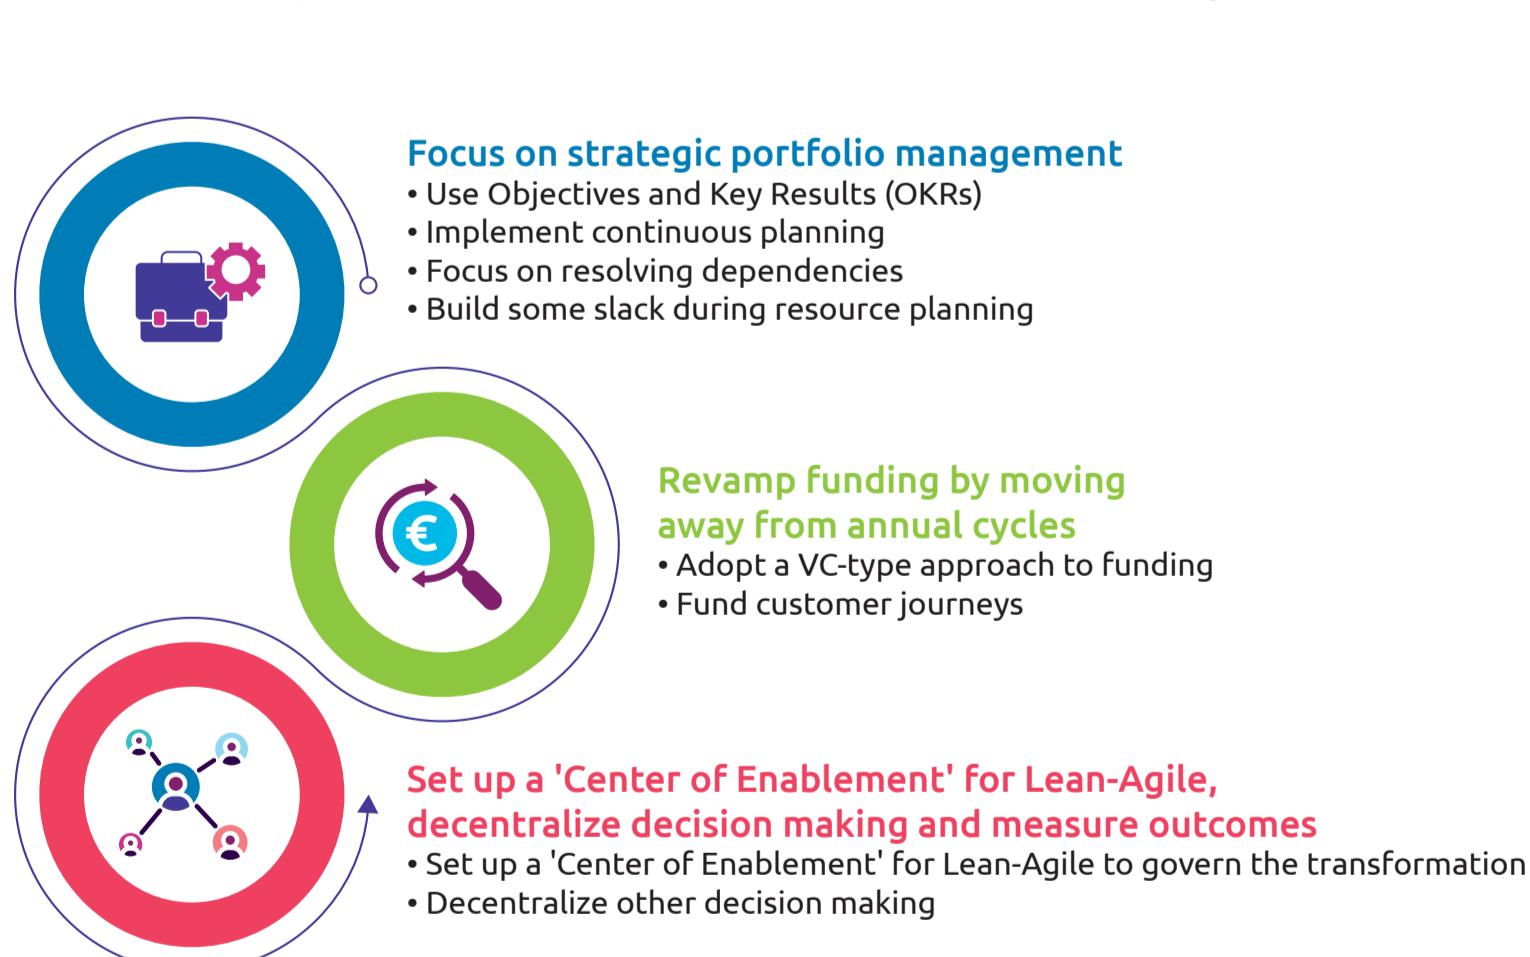 Focus on strategic portfolio management
• Use Objectives and Key Results (OKRs)
• Implement continuous planning
• Focus on resolving dependencies
• Build some slack during resource planning
€
Revamp funding by moving
away from annual cycles
• Adopt a VC-type approach to funding
• Fund customer journeys
Set up a 'Center of Enablement' for Lean-Agile,
decentralize decision making and measure outcomes
• Set up a 'Center of Enablement' for Lean-Agile to govern the transformation
• Decentralize other decision making